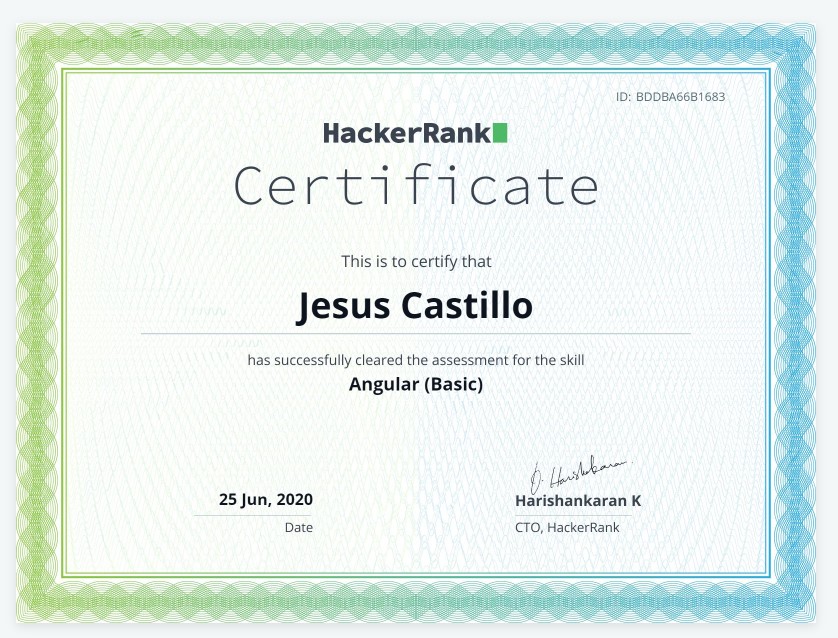 ID: BDDBA66B1683
HackerRank
Certificate
This is to certify that
Jesus Castillo
has successfully cleared the assessment for the skill
Angular (Basic)
25 Jun, 2020
Date
Harishankaran K
CTO, HackerRank